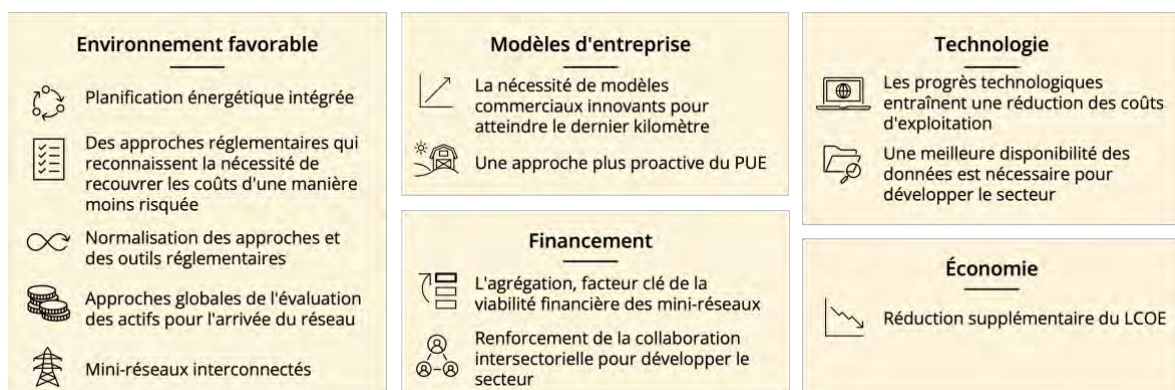 Environnement favorable
Planification énergétique intégrée
Des approches réglementaires qui
reconnaissent la nécessité de
recouvrer les coûts d'une manière
moins risquée
Normalisation des approches et
des outils réglementaires
Approches globales de l'évaluation
des actifs pour l'arrivée du réseau
Mini-réseaux interconnectés
Modèles d'entreprise
La nécessité de modèles
commerciaux innovants pour
atteindre le dernier kilomètre
Une approche plus proactive du PUE
Financement
L'agrégation, facteur clé de la
viabilité financière des mini-réseaux
Renforcement de la collaboration
intersectorielle pour développer le
secteur
Technologie
Les progrès technologiques
entraînent une réduction des coûts
d'exploitation
Une meilleure disponibilité des
données est nécessaire pour
développer le secteur
Économie
Réduction supplémentaire du LCOE